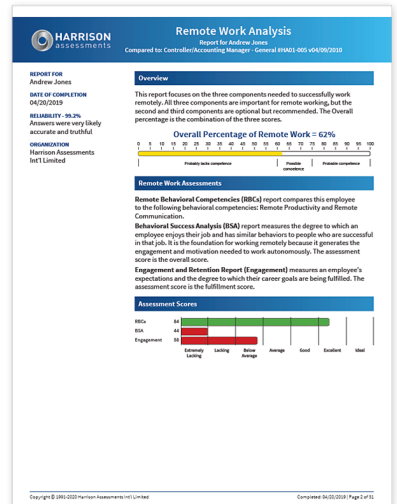 HARRISON
assessments
Remote Work Analysis
Report for Andrew Jones
Compared to: Controller/Accounting Manager - General #HA01-005 v04/09/2010
REPORT FOR
Andrew Jones
DATE OF COMPLETION
04/20/2019
RELIABILITY - 99.2%
Answers were very likely
accurate and truthful
ORGANIZATION
Harrison Assessments
Int'l Limited
Overview
This report focuses on the three components needed to successfully work
remotely. All three components are important for remote working, but the
second and third components are optional but recommended. The Overall
percentage is the combination of the three scores.
Overall Percentage of Remote Work = 62%
0 5 10 15 20 25 30 35 40 45 50 55 60 65 70 75 80 85 90 95 100
Probably lacks competence
Possible
competence
Probable competence
Remote Work Assessments
Remote Behavioral Competencies (RBCs) report compares this employee
to the following behavioral competencies: Remote Productivity and Remote
Communication.
Behavioral Success Analysis (BSA) report measures the degree to which an
employee enjoys their job and has similar behaviors to people who are successful
in that job. It is the foundation for working remotely because it generates the
engagement and motivation needed to work autonomously. The assessment
score is the overall score.
Engagement and Retention Report (Engagement) measures an employee's
expectations and the degree to which their career goals are being fulfilled. The
assessment score is the fulfillment score.
Assessment Scores
RBCs 84
BSA 44
Engagement 58
Extremely
Lacking
Lacking
Below
Average
Average
Good
Excellent
Ideal
Copyright © 1991-2020 Harrison Assessments Int'l Limited
Completed: 04/20/2019 | Page 2 of 31